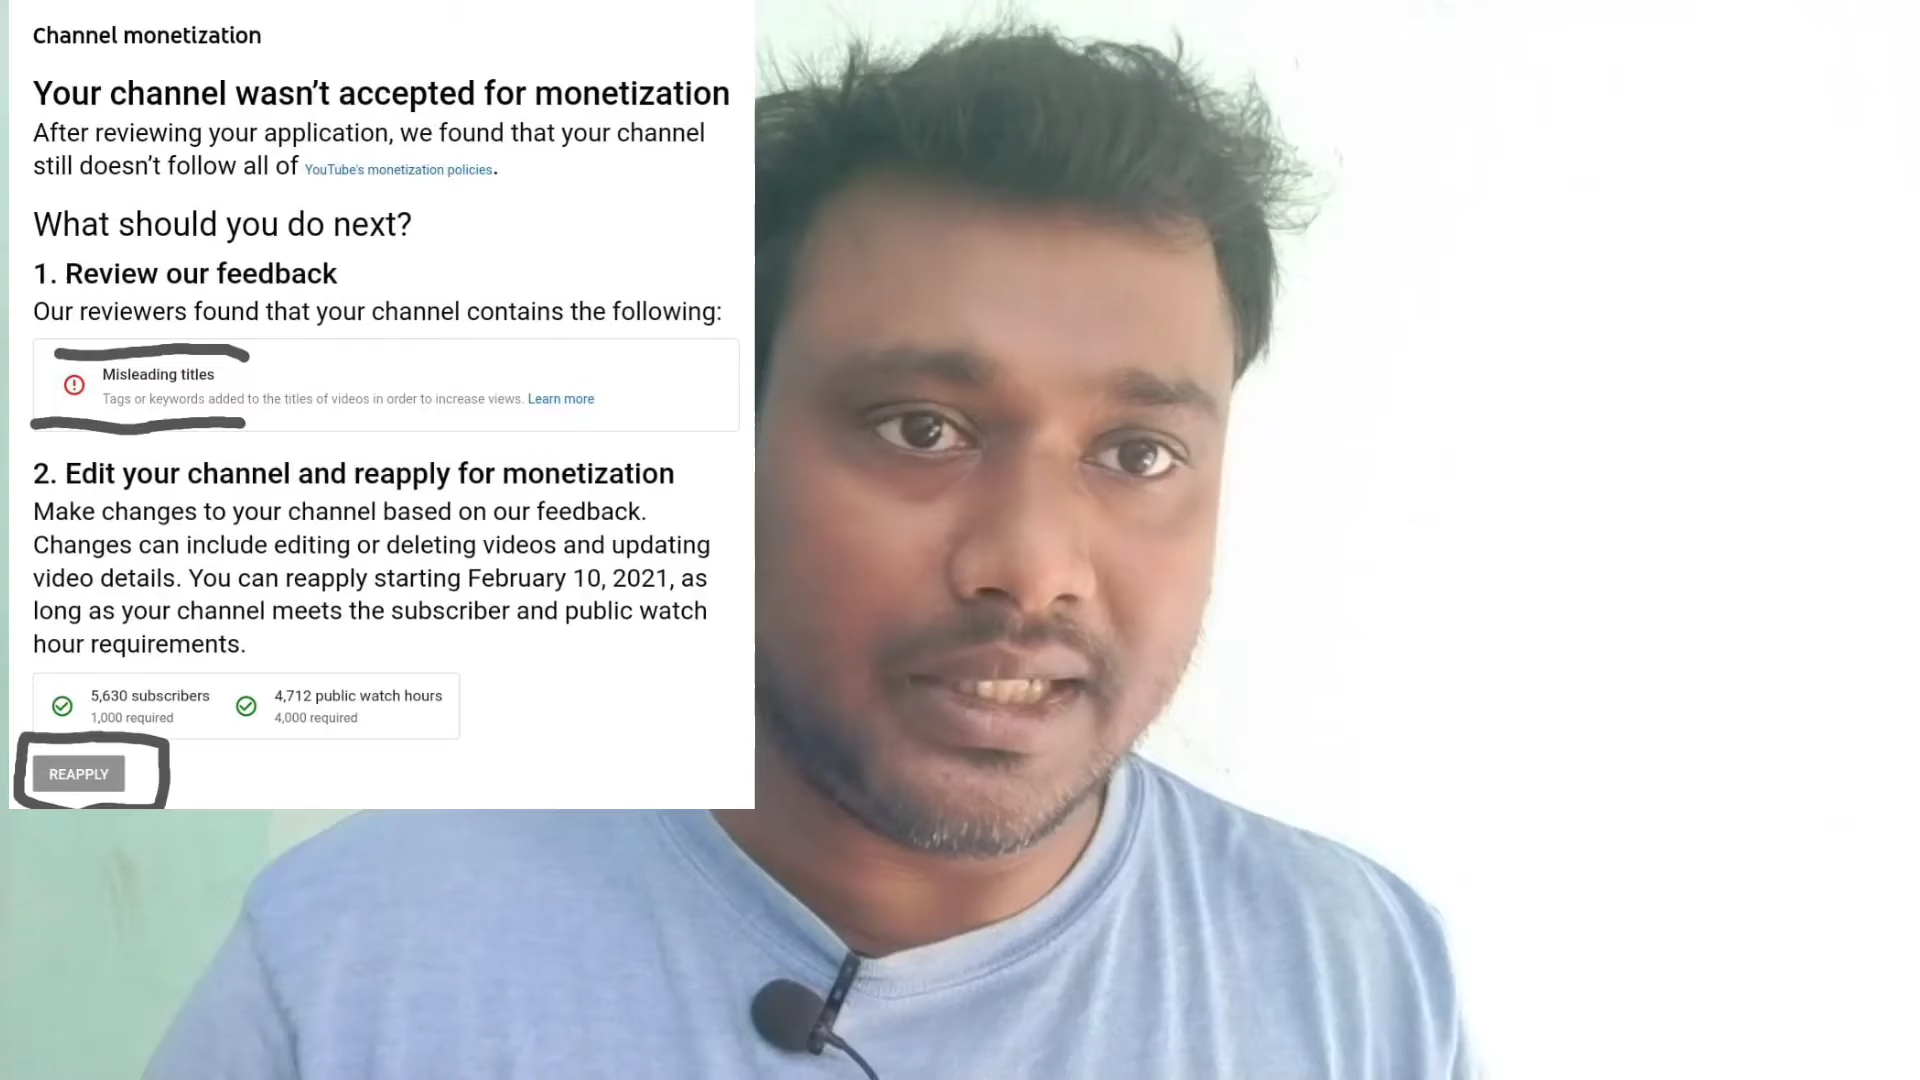 Channel monetization
Your channel wasn't accepted for monetization
After reviewing your application, we found that your channel
still doesn't follow all of YouTube's monetization policies.
What should you do next?
1. Review our feedback
Our reviewers found that your channel contains the following:
Misleading titles
Tags or keywords added to the titles of videos in order to increase views. Learn more
2. Edit your channel and reapply for monetization
Make changes to your channel based on our feedback.
Changes can include editing or deleting videos and updating
video details. You can reapply starting February 10, 2021, as
long as your channel meets the subscriber and public watch
hour requirements.
5,630 subscribers
1,000 required
4,712 public watch hours
4,000 required
REAPPLY